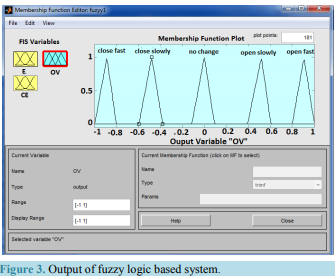 Membership Function Editor: fuzyy1
File Edit View
FIS Variables
E
OV
CE
Membership Function Plot
plot points:
181
close fast
close slowly
no change
open slowly
open fast
1
0.5
0
-1 -0.8 -0.6 -0.4 -0.2 0 0.2 0.4 0.6 0.8 1
Ouput Variable "OV"
Current Variable
Name
OV
Type
output
Range
[-1 1]
Display Range
[-1 1]
Current Membership Function (click on MF to select)
Name
Type
trimf
Params
Help
Close
Selected variable "OV"
Figure 3. Output of fuzzy logic based system.